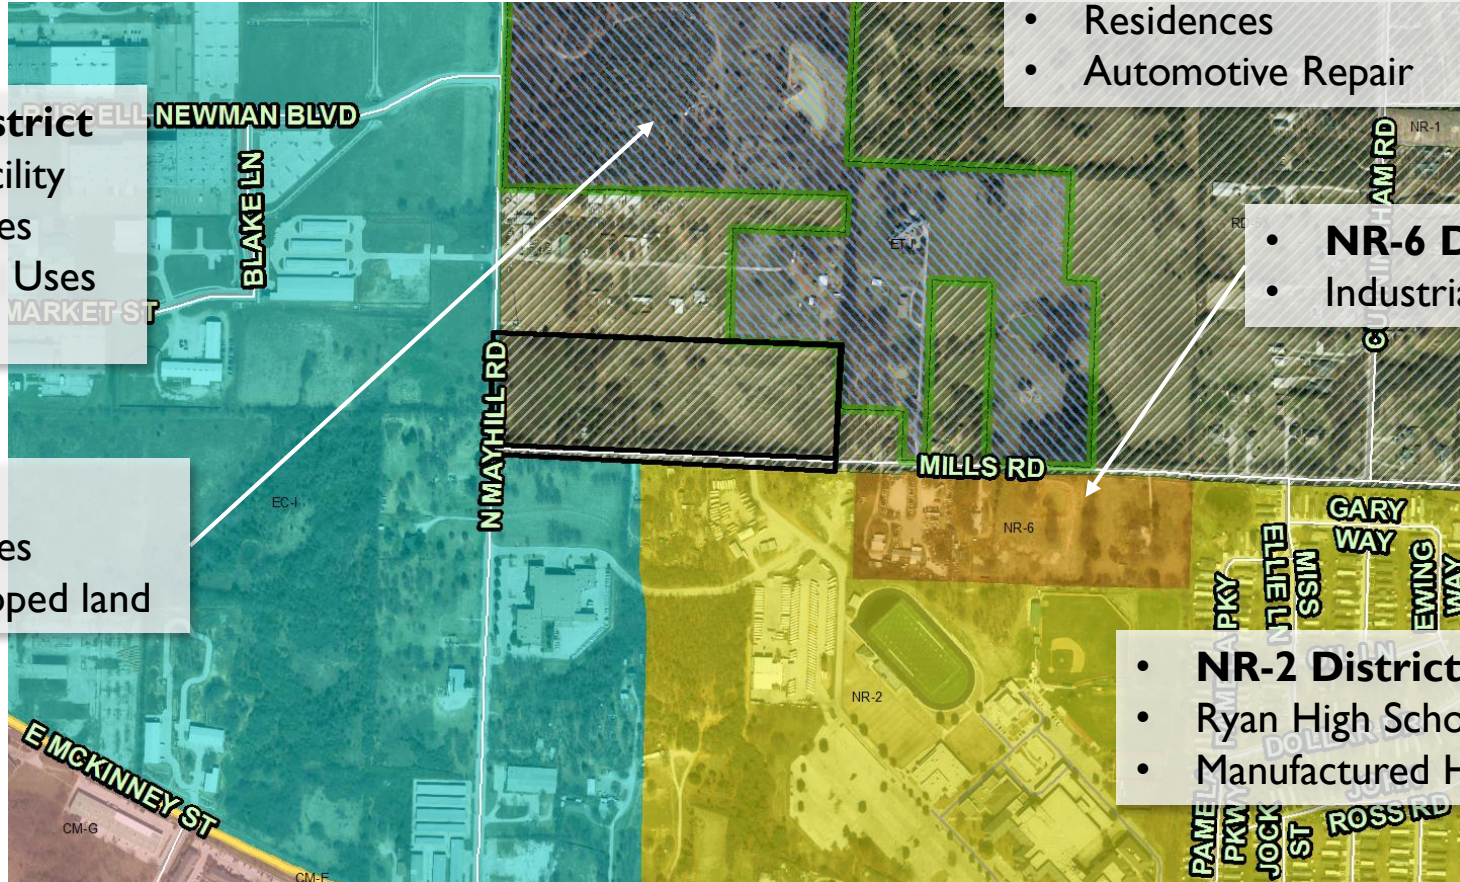 • Residences
• Automotive Repair
NEWMAN BLVD
strict
cility
es
Uses
BLAKE LN
MARKET ST
NR-1
ETJ
• NR-6 D
• Industria
N MAYHILL RD
MILLS RD
EC-I
es
oped land
NR-6
GARY
WAY
MISS
ELLIE LN
EWING
WAY
NR-2
• NR-2 District
• Ryan High Scho
• Manufactured H
E MCKINNEY ST
CM-G
CM-E
PKWY
JOCK
ST
ROSS RD